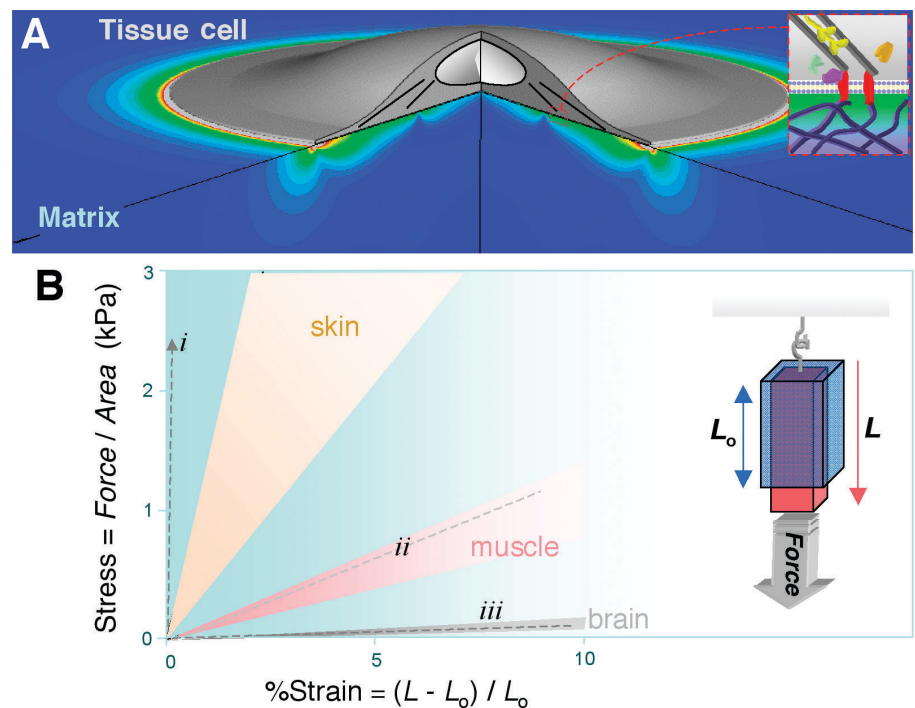 A
Tissue cell
Matrix
B
Stress = Force / Area (kPa)
3
2
1
0
i
skin
ii
muscle
iii
brain
0
5
10
%Strain = (L - Lo) / Lo
Lo
L
Force